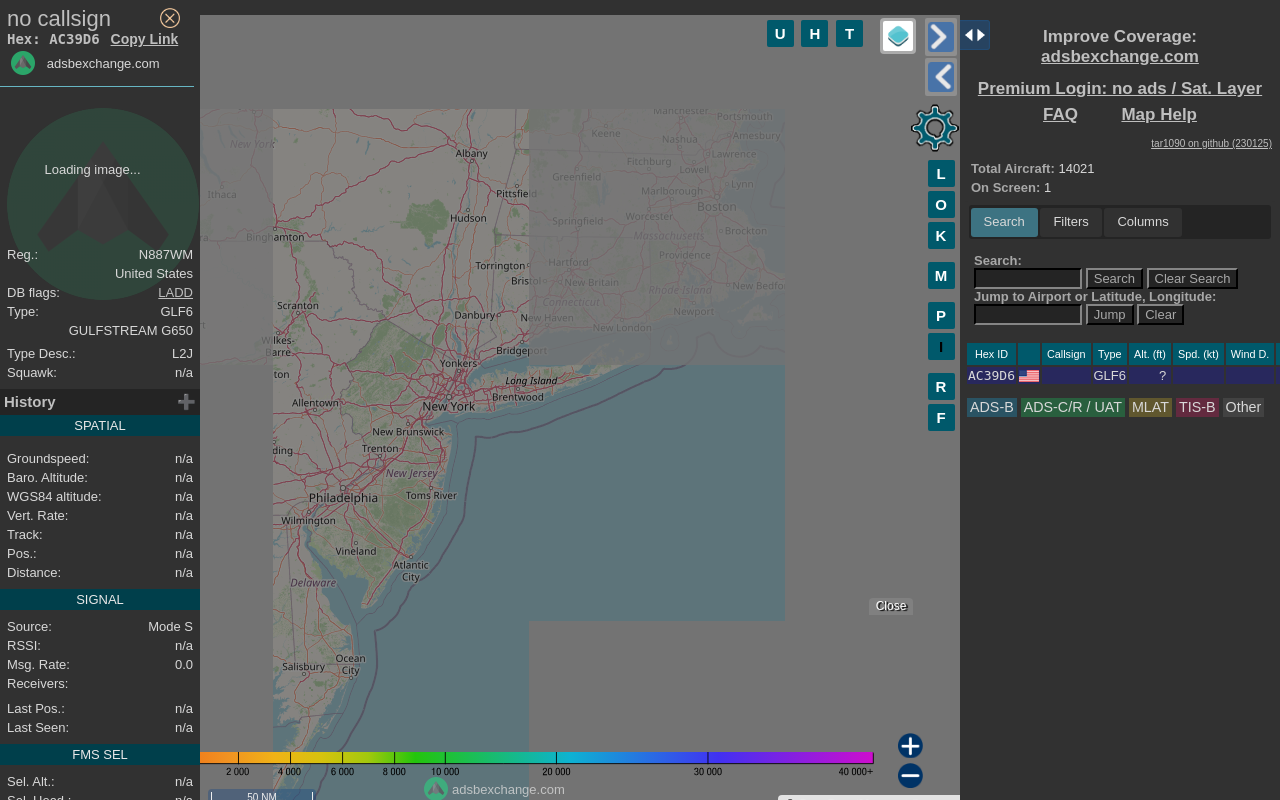 no callsign
Hex: AC39D6 Copy Link
adsbexchange.com
Loading image...
Reg.: N887WM
United States
DB flags: LADD
Type: GLF6
GULFSTREAM G650
Type Desc.: L2J
Squawk: n/a
History
SPATIAL
Groundspeed: n/a
Baro. Altitude: n/a
WGS84 altitude: n/a
Vert. Rate: n/a
Track: n/a
Pos.: n/a
Distance: n/a
SIGNAL
Source: Mode S
RSSI: n/a
Msg. Rate: 0.0
Receivers:
Last Pos.: n/a
Last Seen: n/a
FMS SEL
Sel. Alt.: n/a
Sel. Head.: n/a
U H T
L
O
K
M
P
I
R
F
New York
Albany
Ithaca
Pittsfie
Hudson
Binghamton
Torrington
Bristol
Scranton
Danbury
New Haven
Wilkes-
Barre
Bridgeport
Yonkers
Long Island
Allentown
Brentwood
New York
New Brunswick
Trenton
New Jersey
Philadelphia
Toms River
Wilmington
Vineland
Atlantic
City
Delaware
Ocean
City
Salisbury
Manchester
Portsmouth
Keene
Nashua
Amesbury
Fitchburg
Lawrence
Greenfield
Lowell
Marlborough
Lynn
Worcester
Boston
Springfield
Massachusetts
Brockton
Hartford
Providence
New Britain
Connecticut
Rhode Island
New Bedfo
Newport
New London
ton
ding
Close
2 000 4 000 6 000 8 000 10 000 20 000 30 000 40 000+
adsbexchange.com
50 NM
Improve Coverage:
adsbexchange.com
Premium Login: no ads / Sat. Layer
FAQ Map Help
tar1090 on github (230125)
Total Aircraft: 14021
On Screen: 1
Search Filters Columns
Search:
Search Clear Search
Jump to Airport or Latitude, Longitude:
Jump Clear
Hex ID Callsign Type Alt. (ft) Spd. (kt) Wind D.
AC39D6 GLF6 ?
ADS-B ADS-C/R / UAT MLAT TIS-B Other